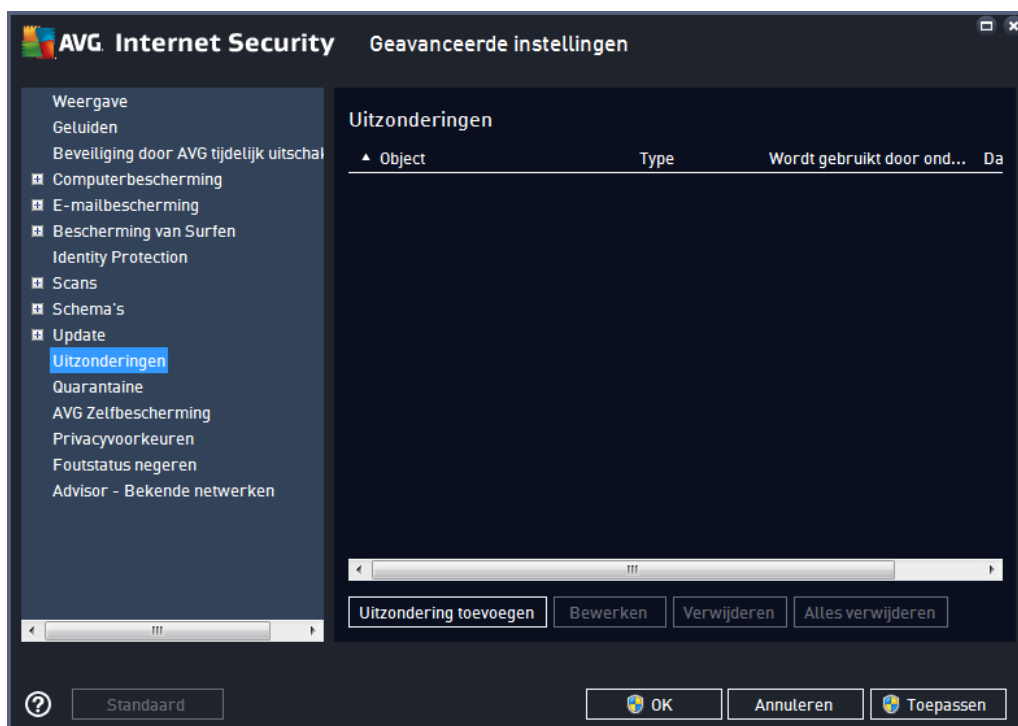 AVG. Internet Security Geavanceerde instellingen
Weergave
Geluiden
Beveiliging door AVG tijdelijk uitschal
Computerbescherming
E-mailbescherming
Bescherming van Surfen
Identity Protection
Scans
Schema's
Update
Uitzonderingen
Quarantaine
AVG Zelfbescherming
Privacyvoorkeuren
Foutstatus negeren
Advisor - Bekende netwerken
Uitzonderingen
Object Type Wordt gebruikt door ond... Da
Uitzondering toevoegen Bewerken Verwijderen Alles verwijderen
Standaard OK Annuleren Toepassen